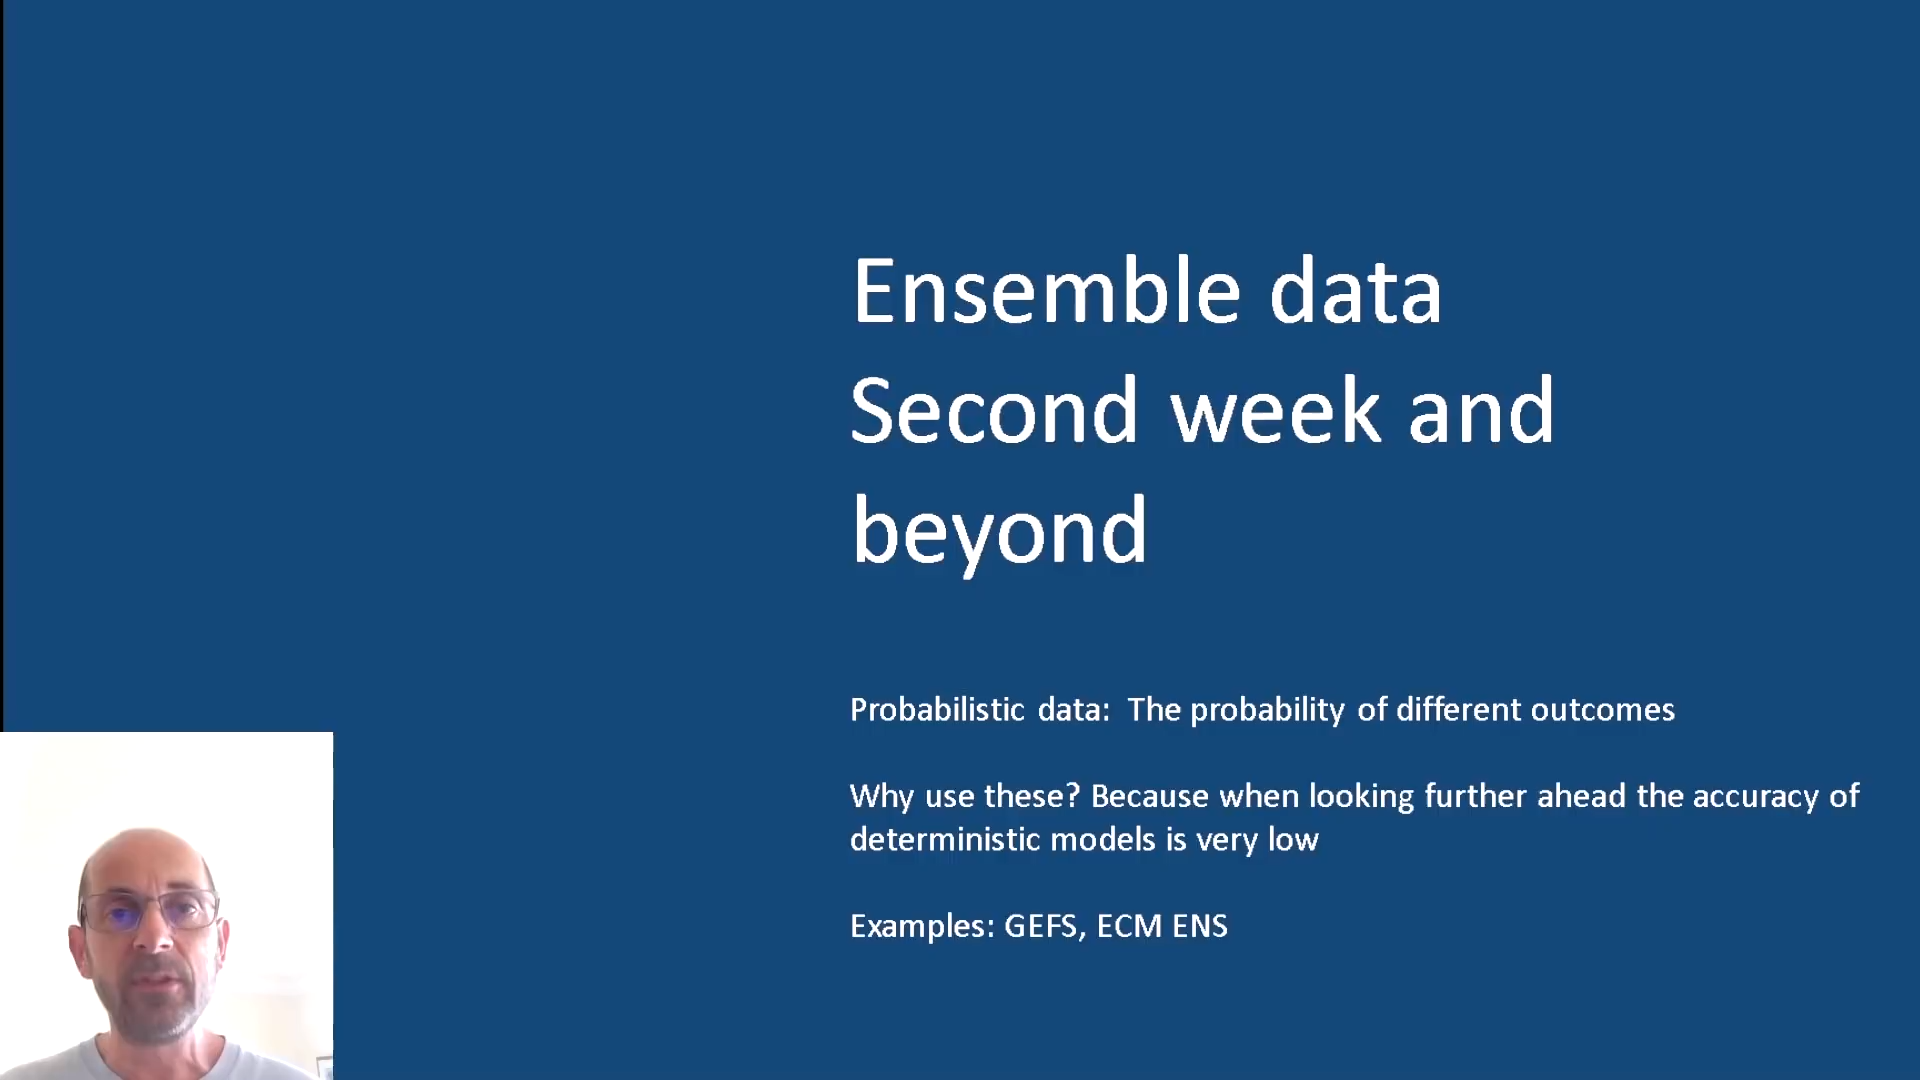 Ensemble data
Second week and
beyond
Probabilistic data:  The probability of different outcomes
Why use these? Because when looking further ahead the accuracy of
deterministic models is very low
Examples: GEFS, ECM ENS